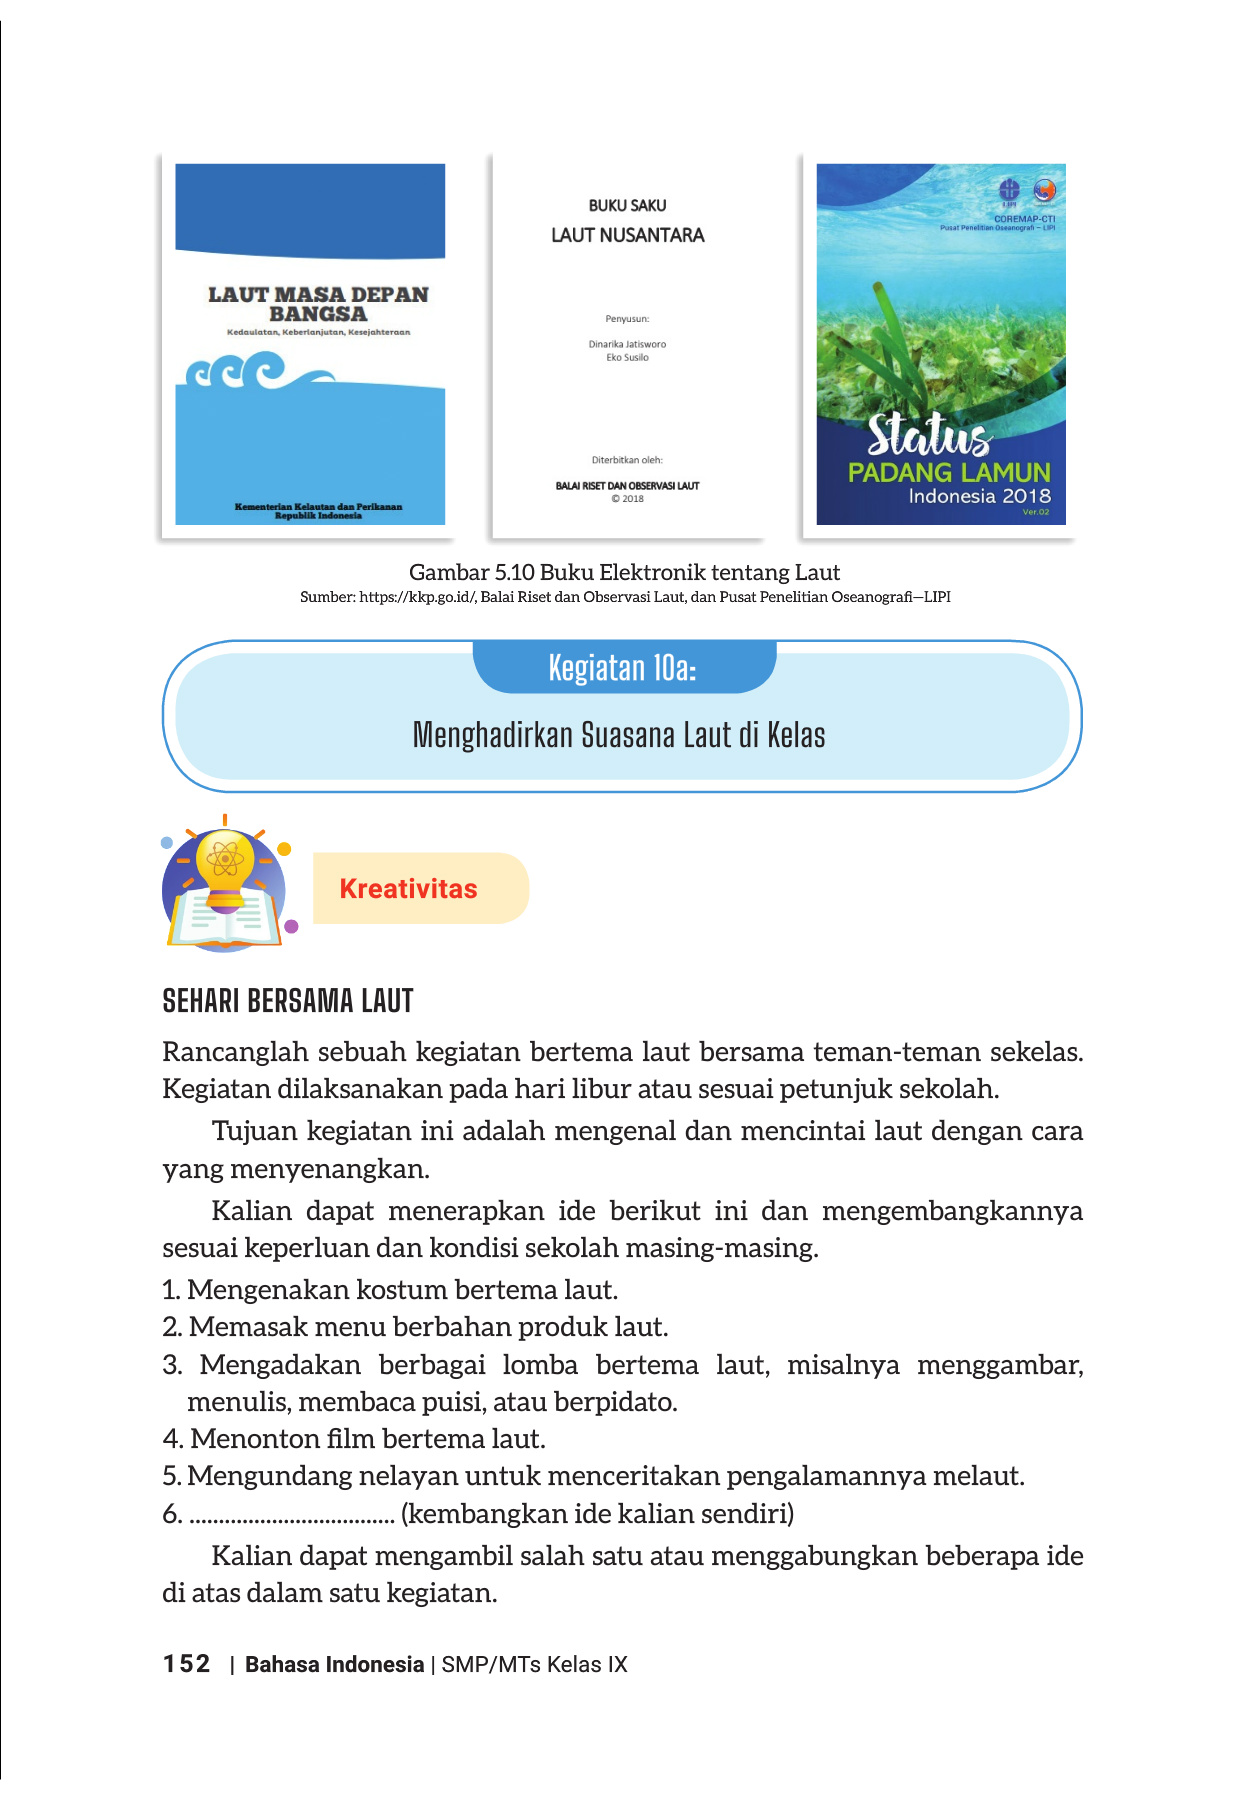 LAUT MASA DEPAN
BANGSA
Kedaulatan, Keberlanjutan, Kesejahteraan
Kementerian Kelautan dan Perikanan
Republik Indonesia
BUKU SAKU
LAUT NUSANTARA
Penyusun:
Dinarika Jatisworo
Eko Susilo
Diterbitkan oleh:
BALAI RISET DAN OBSERVASI LAUT
© 2018
LIPI
COREMAP-CTI
Pusat Penelitian Oseanografi – LIPI
Status
PADANG LAMUN
Indonesia 2018
Ver.02
Gambar 5.10 Buku Elektronik tentang Laut
Sumber: https://kkp.go.id/, Balai Riset dan Observasi Laut, dan Pusat Penelitian Oseanografi—LIPI
Kegiatan 10a:
Menghadirkan Suasana Laut di Kelas
Kreativitas
SEHARI BERSAMA LAUT
Rancanglah sebuah kegiatan bertema laut bersama teman-teman sekelas.
Kegiatan dilaksanakan pada hari libur atau sesuai petunjuk sekolah.
Tujuan kegiatan ini adalah mengenal dan mencintai laut dengan cara
yang menyenangkan.
Kalian dapat menerapkan ide berikut ini dan mengembangkannya
sesuai keperluan dan kondisi sekolah masing-masing.
1. Mengenakan kostum bertema laut.
2. Memasak menu berbahan produk laut.
3. Mengadakan berbagai lomba bertema laut, misalnya menggambar,
menulis, membaca puisi, atau berpidato.
4. Menonton film bertema laut.
5. Mengundang nelayan untuk menceritakan pengalamannya melaut.
6. ................................... (kembangkan ide kalian sendiri)
Kalian dapat mengambil salah satu atau menggabungkan beberapa ide
di atas dalam satu kegiatan.
152 | Bahasa Indonesia | SMP/MTs Kelas IX